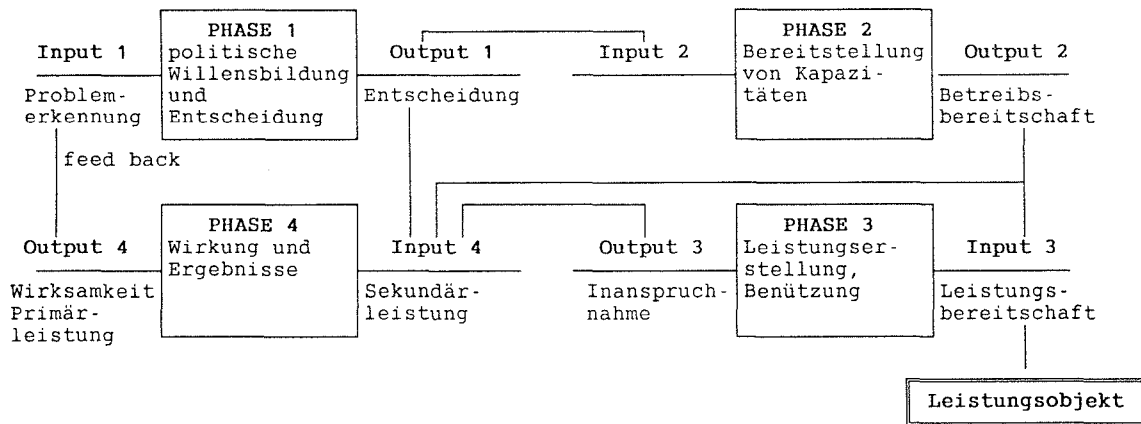 PHASE 1
Input 1
politische
Willensbildung
und
Entscheidung
Output 1
Problem-
erkennung
Entscheidung
Input 2
PHASE 2
Bereitstellung
von Kapazi-
täten
Output 2
Betreibs-
bereitschaft
feed back
PHASE 4
Output 4
Wirkung und
Ergebnisse
Input 4
Wirksamkeit
Primär-
leistung
Sekundär-
leistung
Output 3
Inanspruch-
nahme
PHASE 3
Leistungser-
stellung,
Benützung
Input 3
Leistungs-
bereitschaft
Leistungsobjekt